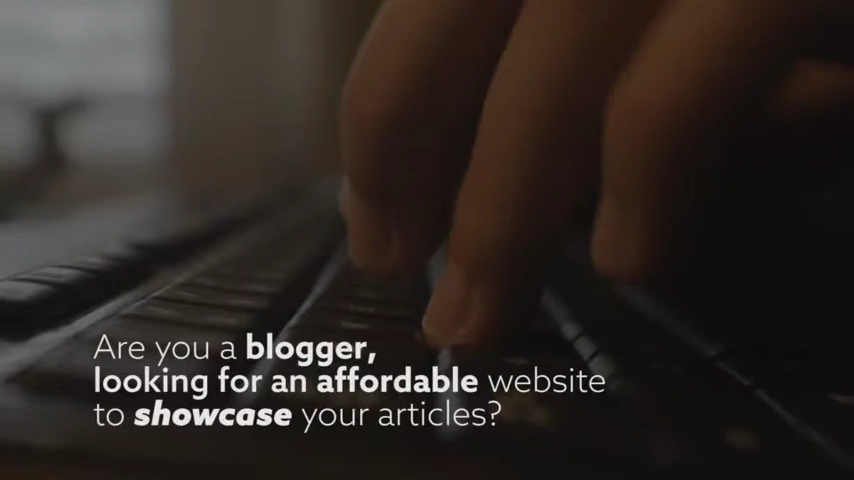 Are you a blogger,
looking for an affordable website
to showcase your articles?